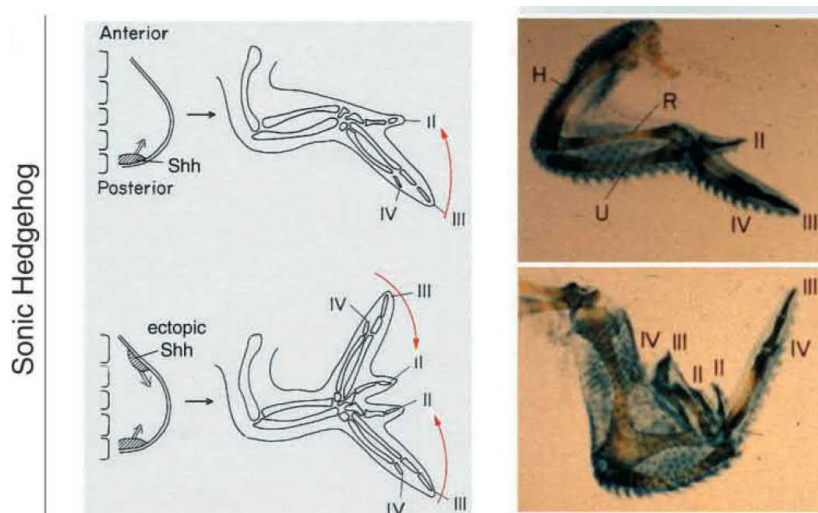 Sonic Hedgehog
Anterior
Shh
Posterior
II
IV
III
H
R
II
U
IV
III
ectopic
Shh
IV
III
II
II
IV
III
IV
III
II
II
III
IV